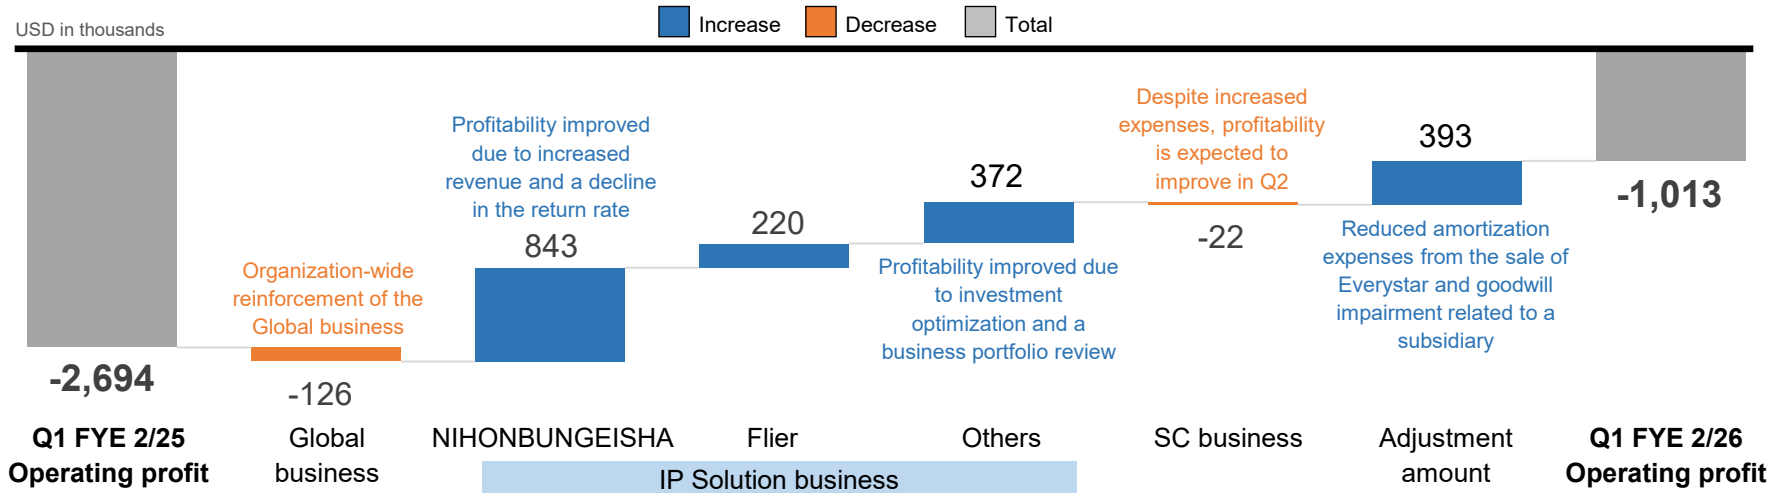 USD in thousands
Increase
Decrease
Total
-2,694
Organization-wide
reinforcement of the
Global business
-126
Profitability improved
due to increased
revenue and a decline
in the return rate
843
220
372
Profitability improved due
to investment
optimization and a
business portfolio review
Despite increased
expenses, profitability
is expected to
improve in Q2
-22
393
Reduced amortization
expenses from the sale of
Everystar and goodwill
impairment related to a
subsidiary
-1,013
Q1 FYE 2/25
Operating profit
Global
business
NIHONBUNGEISHA
Flier
Others
IP Solution business
SC business
Adjustment
amount
Q1 FYE 2/26
Operating profit